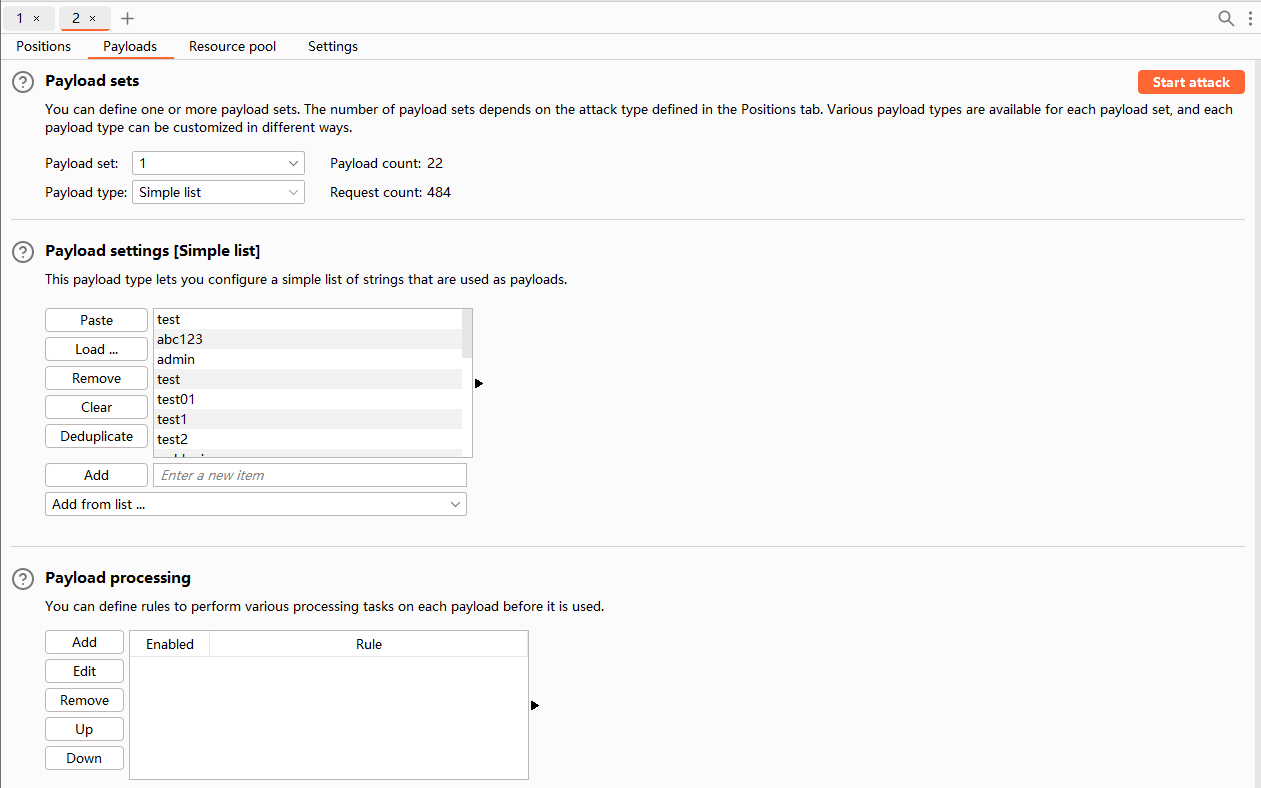 1 ×
2 ×
+
Positions
Payloads
Resource pool
Settings
? Payload sets
Start attack
You can define one or more payload sets. The number of payload sets depends on the attack type defined in the Positions tab. Various payload types are available for each payload set, and each
payload type can be customized in different ways.
Payload set: 1
Payload count: 22
Payload type: Simple list
Request count: 484
? Payload settings [Simple list]
This payload type lets you configure a simple list of strings that are used as payloads.
Paste
Load ...
Remove
Clear
Deduplicate
test
abc123
admin
test
test01
test1
test2
Add
Enter a new item
Add from list ...
? Payload processing
You can define rules to perform various processing tasks on each payload before it is used.
Add
Edit
Remove
Up
Down
Enabled
Rule